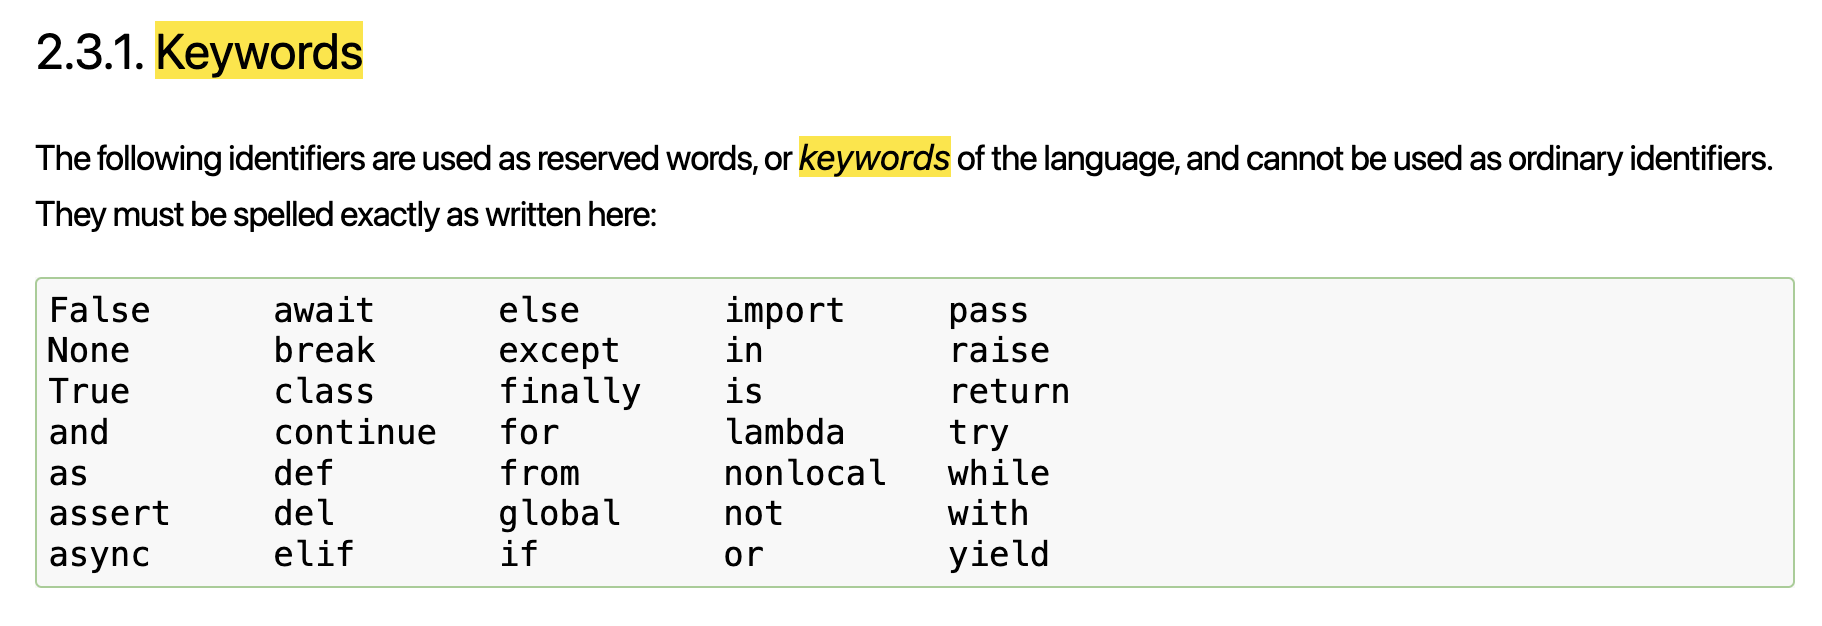 2.3.1. Keywords
The following identifiers are used as reserved words, or keywords of the language, and cannot be used as ordinary identifiers.
They must be spelled exactly as written here:
False      await      else       import     pass
None       break      except     in         raise
True       class      finally    is         return
and        continue   for        lambda     try
as         def        from       nonlocal   while
assert     del        global     not        with
async      elif       if         or         yield